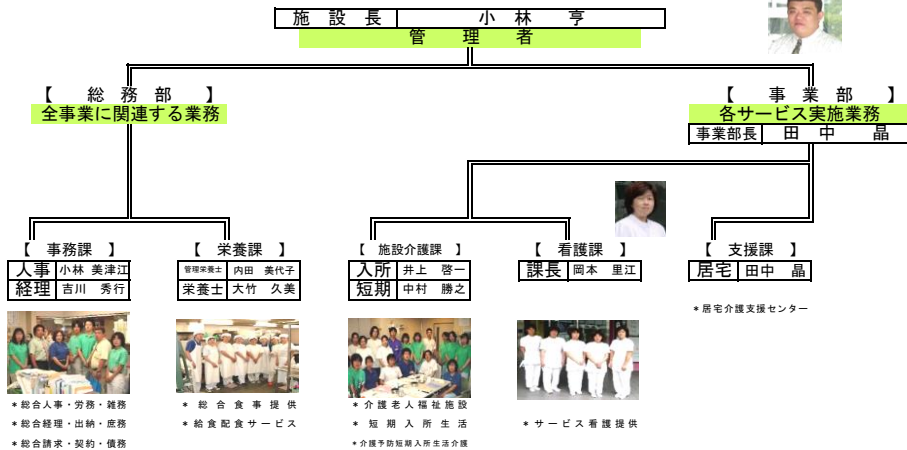 施設長 小林 亨
管理者
【 総務部 】
全事業に関連する業務
【 事業部 】
各サービス実施業務
事業部長 田中 晶
【 事務課 】
人事 小林 美津江
経理 吉川 秀行
【 栄養課 】
管理栄養士 内田 美代子
栄養士 大竹 久美
【 施設介護課 】
入所 井上 啓一
短期 中村 勝之
【 看護課 】
課長 岡本 里江
【 支援課 】
居宅 田中 晶
*居宅介護支援センター
*総合人事・労務・雑務
*総合経理・出納・庶務
*総合請求・契約・債務
* 総合食事提供
* 給食配食サービス
* 介護老人福祉施設
* 短期入所生活
*介護予防短期入所生活介護
* サービス看護提供